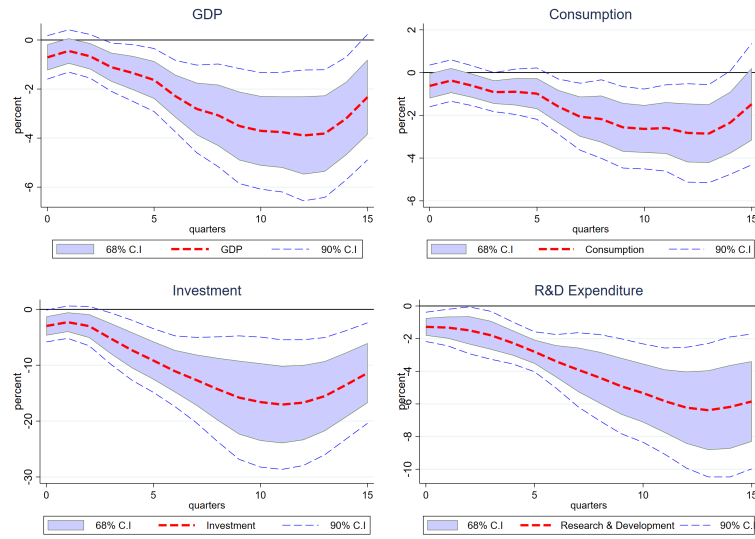 GDP
2
0
-2
-4
-6
percent
0
5
10
15
quarters
68% C.I
GDP
90% C.I
Consumption
2
0
-2
-4
-6
percent
0
5
10
15
quarters
68% C.I
Consumption
90% C.I
Investment
0
-10
-20
-30
percent
0
5
10
15
quarters
68% C.I
Investment
90% C.I
R&D Expenditure
0
-2
-4
-6
-8
-10
percent
0
5
10
15
quarters
68% C.I
Research & Development
90% C.I